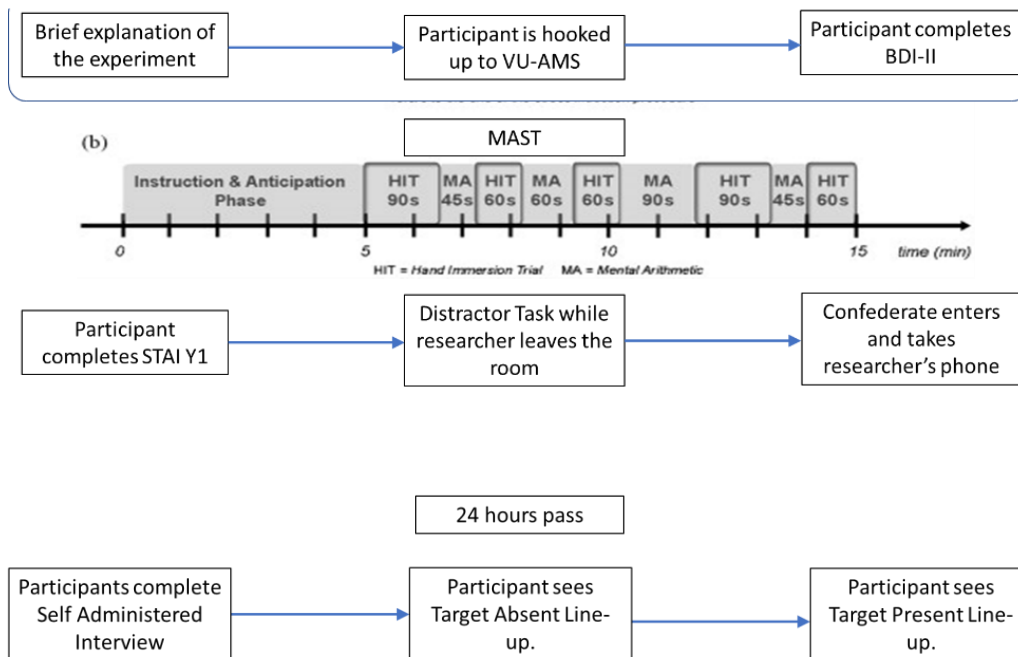 Brief explanation of
the experiment
Participant is hooked
up to VU-AMS
Participant completes
BDI-II
MAST
(b)
Instruction & Anticipation
Phase
HIT
90s
MA
45s
HIT
60s
MA
60s
HIT
60s
MA
90s
HIT
90s
MA
45s
HIT
60s
0
5
10
15
time (min)
HIT = Hand Immersion Trial MA = Mental Arithmetic
Participant
completes STAI Y1
Distractor Task while
researcher leaves the
room
Confederate enters
and takes
researcher's phone
24 hours pass
Participants complete
Self Administered
Interview
Participant sees
Target Absent Line-
up.
Participant sees
Target Present Line-
up.